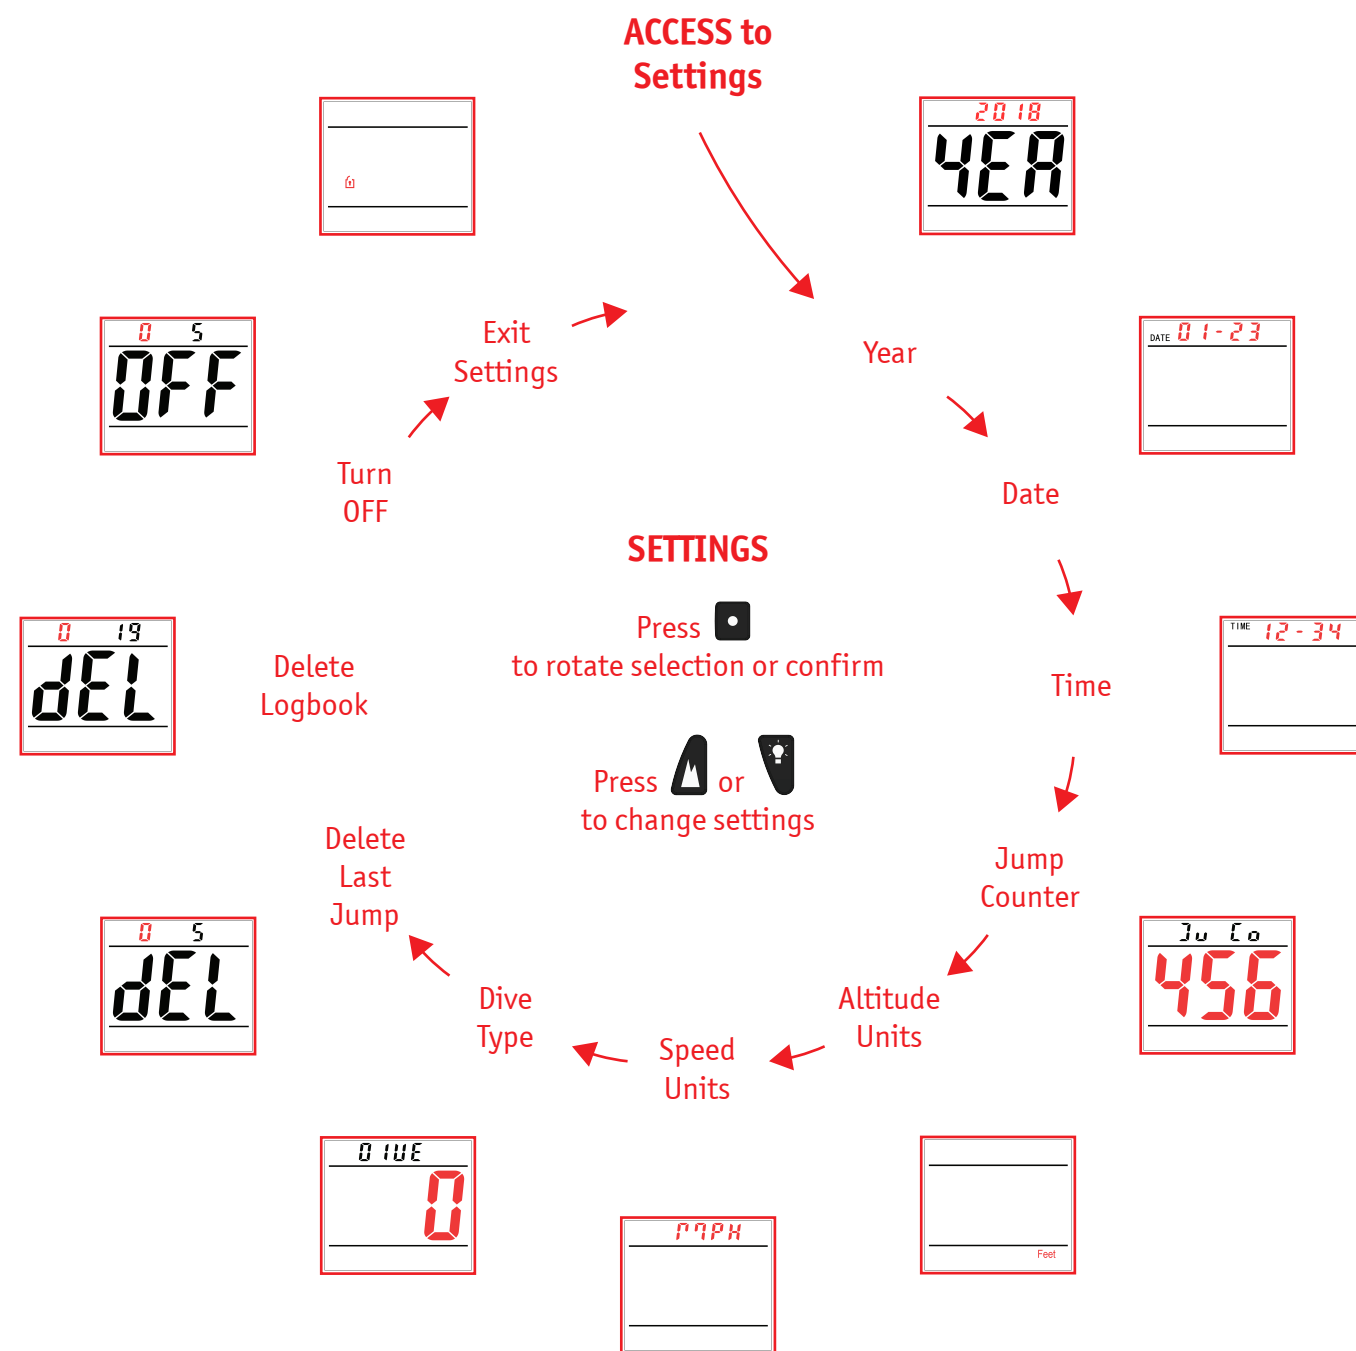 ACCESS to
Settings
2018
YEA
Year
DATE 01-23
Date
TIME 12-34
Time
Ju Co
456
Jump
Counter
Feet
Altitude
Units
MPH
Speed
Units
DIVE
0
Dive
Type
0 5
dEL
Delete
Last
Jump
0 19
dEL
Delete
Logbook
0 5
OFF
Turn
OFF
Exit
Settings
SETTINGS
Press
to rotate selection or confirm
Press or
to change settings